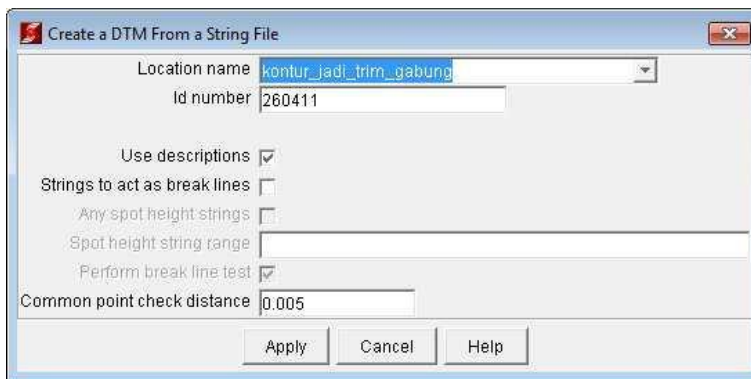 Create a DTM From a String File
Location name kontur_jadi_trim_gabung
Id number 260411
Use descriptions
Strings to act as break lines
Any spot height strings
Spot height string range
Perform break line test
Common point check distance 0.005
Apply Cancel Help